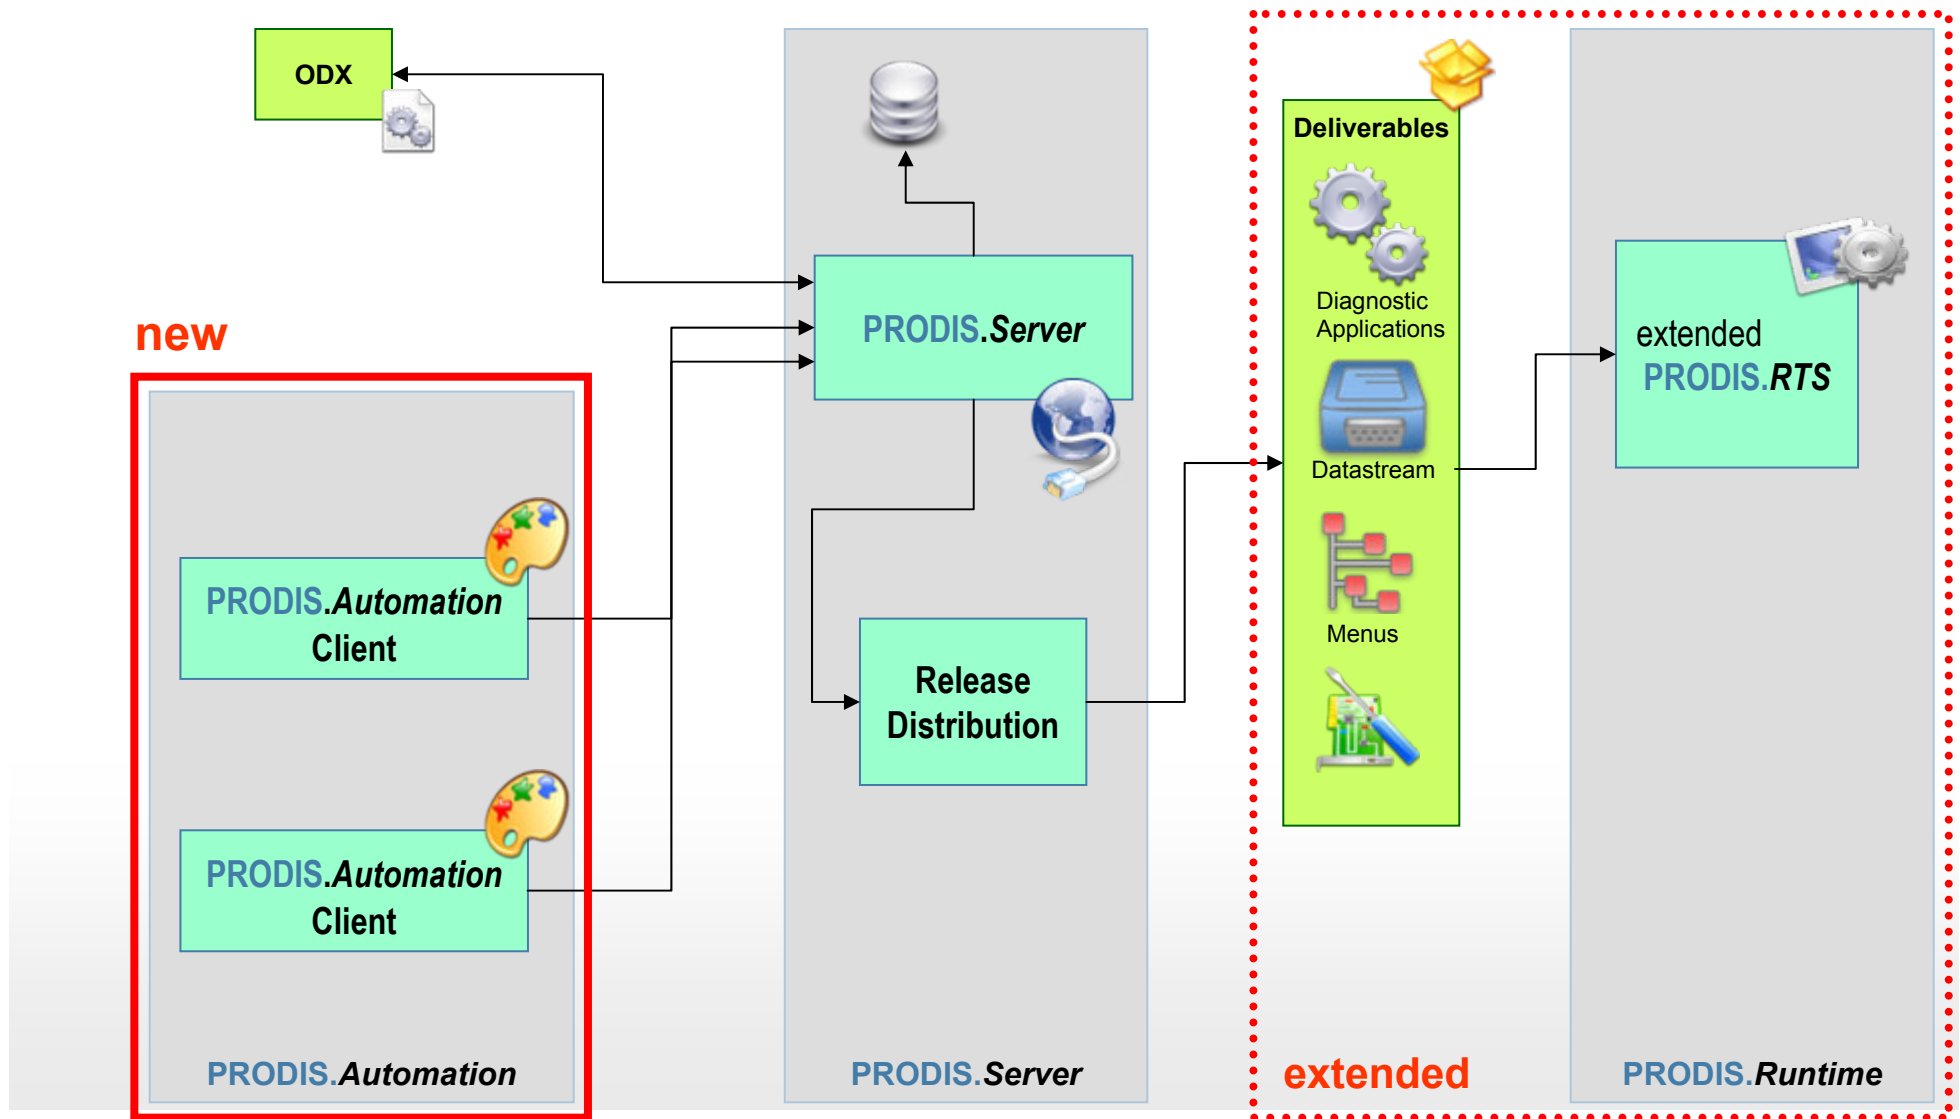 ODX
new
PRODIS.Automation
Client
PRODIS.Automation
Client
PRODIS.Automation
PRODIS.Server
Release
Distribution
PRODIS.Server
Deliverables
Diagnostic
Applications
Datastream
Menus
extended
extended
PRODIS.RTS
PRODIS.Runtime